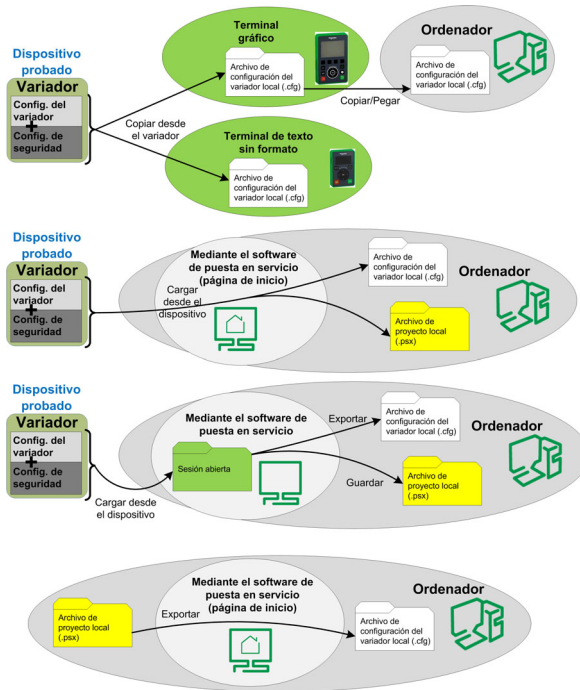 Terminal
gráfico
Ordenador
Dispositivo
probado
Variador
Config. del
variador
+
Config. de
seguridad
Archivo de
configuración del
variador local (.cfg)
Archivo de
configuración del
variador local (.cfg)
Copiar/Pegar
Copiar desde
el variador
Terminal de texto
sin formato
Archivo de
configuración del
variador local (.cfg)
Dispositivo
probado
Variador
Config. del
variador
+
Config. de
seguridad
Mediante el software
de puesta en servicio
(página de inicio)
Cargar
desde el
dispositivo
Archivo de
configuración del
variador local (.cfg)
Ordenador
Archivo de
proyecto local
(.psx)
Dispositivo
probado
Variador
Config. del
variador
+
Config. de
seguridad
Cargar desde
el dispositivo
Mediante el software de
puesta en servicio
Sesión abierta
Exportar
Archivo de
configuración del
variador local (.cfg)
Ordenador
Guardar
Archivo de
proyecto local
(.psx)
Mediante el software de
puesta en servicio
(página de inicio)
Ordenador
Archivo de
proyecto local
(.psx)
Exportar
Archivo de
configuración del
variador local (.cfg)